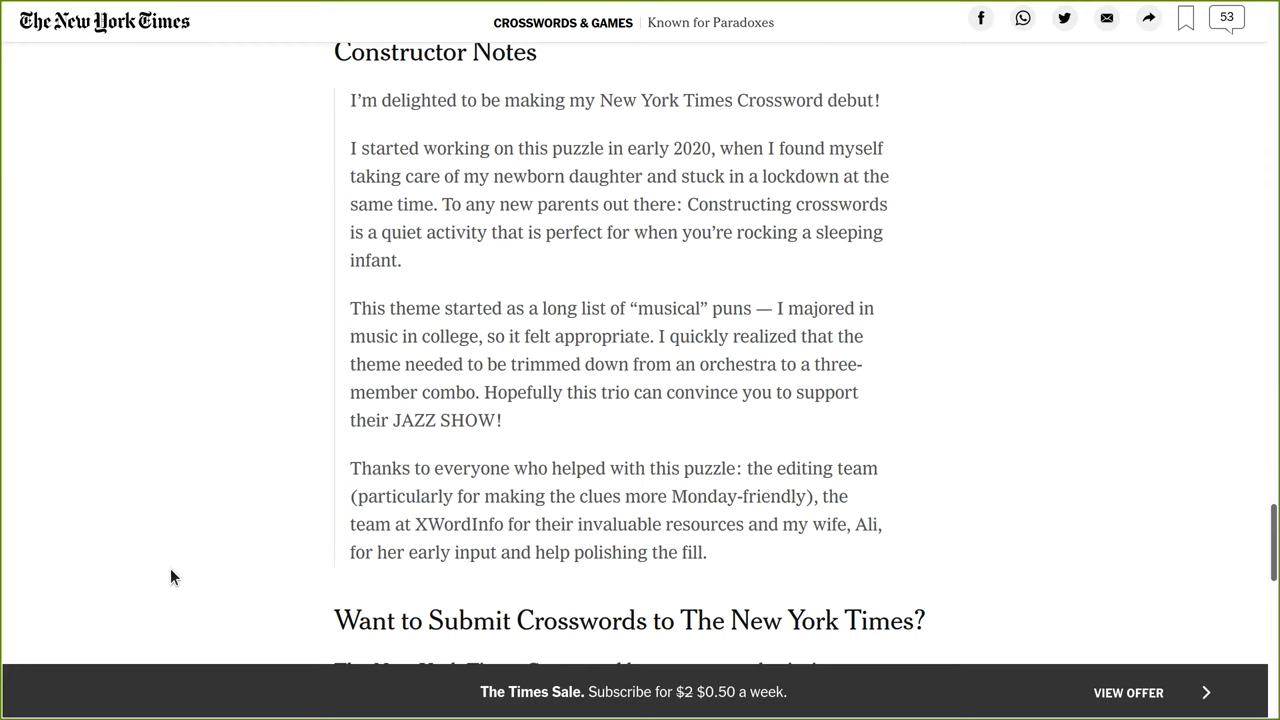 The New York Times
CROSSWORDS & GAMES | Known for Paradoxes
53
Constructor Notes
I’m delighted to be making my New York Times Crossword debut!
I started working on this puzzle in early 2020, when I found myself
taking care of my newborn daughter and stuck in a lockdown at the
same time. To any new parents out there: Constructing crosswords
is a quiet activity that is perfect for when you’re rocking a sleeping
infant.
This theme started as a long list of “musical” puns — I majored in
music in college, so it felt appropriate. I quickly realized that the
theme needed to be trimmed down from an orchestra to a three-
member combo. Hopefully this trio can convince you to support
their JAZZ SHOW!
Thanks to everyone who helped with this puzzle: the editing team
(particularly for making the clues more Monday-friendly), the
team at XWordInfo for their invaluable resources and my wife, Ali,
for her early input and help polishing the fill.
Want to Submit Crosswords to The New York Times?
The Times Sale. Subscribe for $2 $0.50 a week.
VIEW OFFER